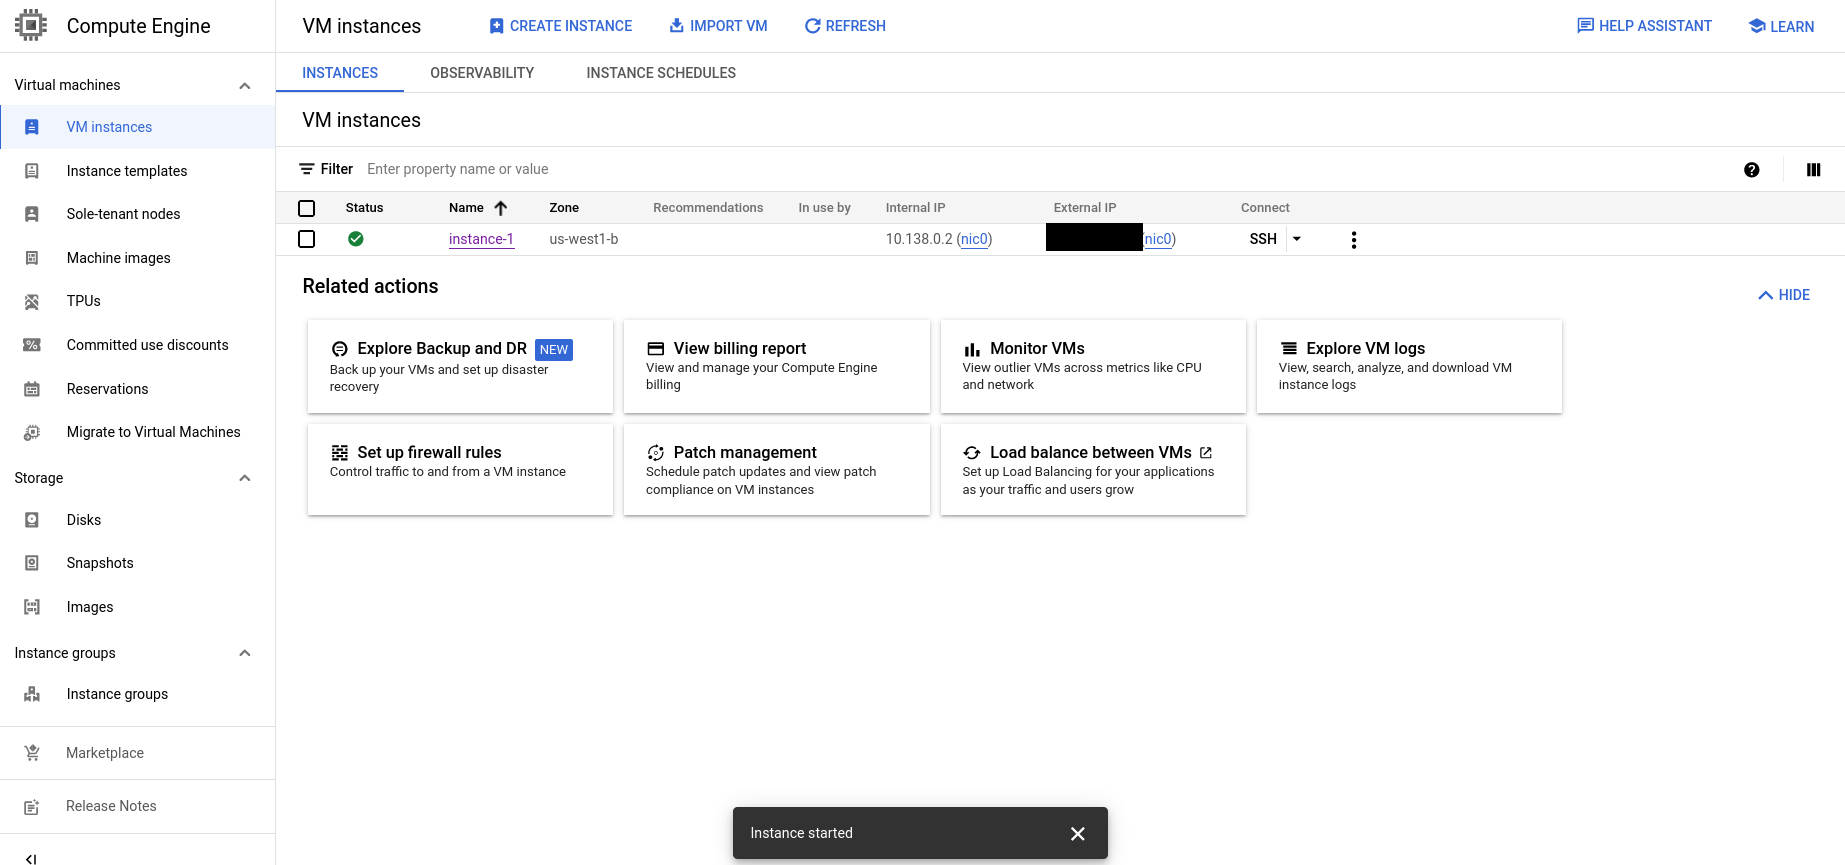 Compute Engine
VM instances
CREATE INSTANCE
IMPORT VM
REFRESH
HELP ASSISTANT
LEARN
Virtual machines
VM instances
Instance templates
Sole-tenant nodes
Machine images
TPUs
Committed use discounts
Reservations
Migrate to Virtual Machines
Storage
Disks
Snapshots
Images
Instance groups
Instance groups
Marketplace
Release Notes
INSTANCES OBSERVABILITY INSTANCE SCHEDULES
VM instances
Filter Enter property name or value
Status Name Zone Recommendations In use by Internal IP External IP Connect
instance-1 us-west1-b 10.138.0.2 (nic0) (nic0) SSH
Related actions
HIDE
Explore Backup and DR NEW
Back up your VMs and set up disaster
recovery
View billing report
View and manage your Compute Engine
billing
Monitor VMs
View outlier VMs across metrics like CPU
and network
Explore VM logs
View, search, analyze, and download VM
instance logs
Set up firewall rules
Control traffic to and from a VM instance
Patch management
Schedule patch updates and view patch
compliance on VM instances
Load balance between VMs
Set up Load Balancing for your applications
as your traffic and users grow
Instance started